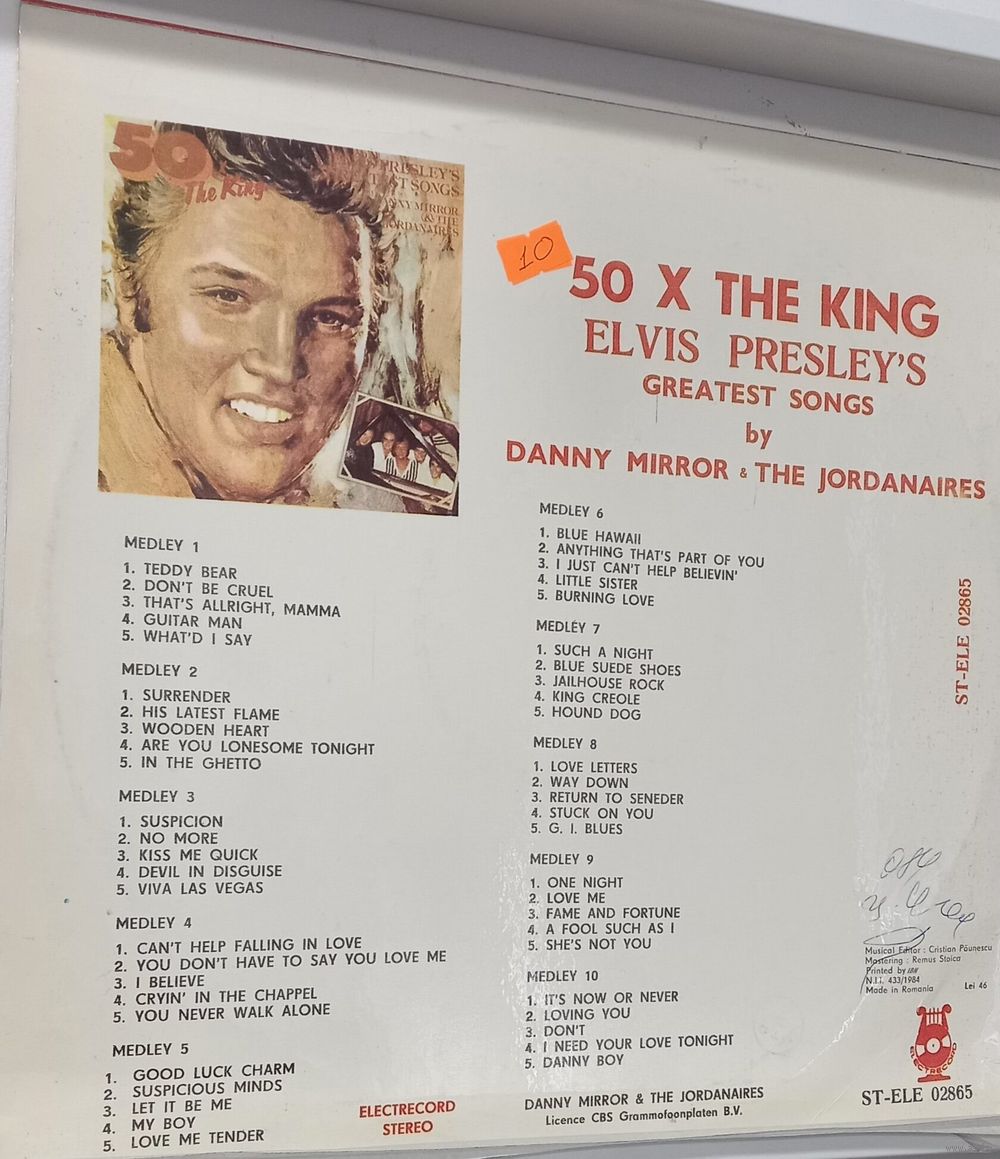 50
The King
PRESLEY'S
SONGS
MIRROR
& THE
JORDANAIRES
10
50 X THE KING
ELVIS PRESLEY'S
GREATEST SONGS
by
DANNY MIRROR & THE JORDANAIRES
MEDLEY 1
1. TEDDY BEAR
2. DON'T BE CRUEL
3. THAT'S ALLRIGHT, MAMMA
4. GUITAR MAN
5. WHAT'D I SAY
MEDLEY 2
1. SURRENDER
2. HIS LATEST FLAME
3. WOODEN HEART
4. ARE YOU LONESOME TONIGHT
5. IN THE GHETTO
MEDLEY 3
1. SUSPICION
2. NO MORE
3. KISS ME QUICK
4. DEVIL IN DISGUISE
5. VIVA LAS VEGAS
MEDLEY 4
1. CAN'T HELP FALLING IN LOVE
2. YOU DON'T HAVE TO SAY YOU LOVE ME
3. I BELIEVE
4. CRYIN' IN THE CHAPPEL
5. YOU NEVER WALK ALONE
MEDLEY 5
1. GOOD LUCK CHARM
2. SUSPICIOUS MINDS
3. LET IT BE ME
4. MY BOY
5. LOVE ME TENDER
ELECTRECORD
STEREO
MEDLEY 6
1. BLUE HAWAII
2. ANYTHING THAT'S PART OF YOU
3. I JUST CAN'T HELP BELIEVIN'
4. LITTLE SISTER
5. BURNING LOVE
MEDLEY 7
1. SUCH A NIGHT
2. BLUE SUEDE SHOES
3. JAILHOUSE ROCK
4. KING CREOLE
5. HOUND DOG
MEDLEY 8
1. LOVE LETTERS
2. WAY DOWN
3. RETURN TO SENEDER
4. STUCK ON YOU
5. G. I. BLUES
MEDLEY 9
1. ONE NIGHT
2. LOVE ME
3. FAME AND FORTUNE
4. A FOOL SUCH AS I
5. SHE'S NOT YOU
MEDLEY 10
1. IT'S NOW OR NEVER
2. LOVING YOU
3. DON'T
4. I NEED YOUR LOVE TONIGHT
5. DANNY BOY
DANNY MIRROR & THE JORDANAIRES
Licence CBS Grammofoonplaten B.V.
ST-ELE 02865
Musical Editor : Cristian Păunescu
Mastering : Remus Stoica
Printed by
N.I.I. 433/1984
Made in Romania Lei 46
ELECTRECORD
ST-ELE 02865